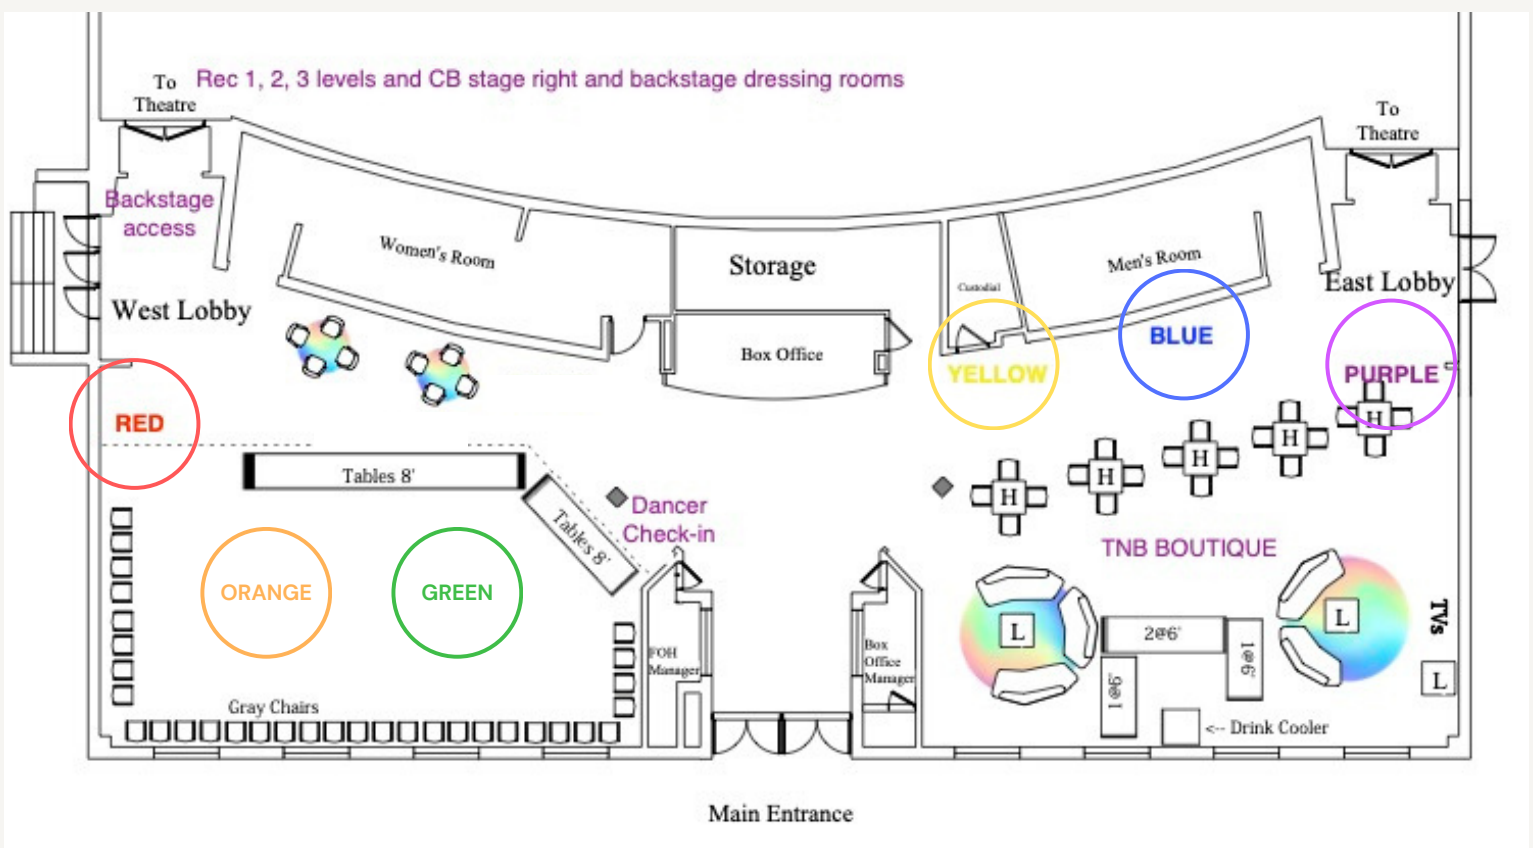 Rec 1, 2, 3 levels and CB stage right and backstage dressing rooms
To
Theatre
To
Theatre
Backstage
access
Women's Room
Storage
Men's Room
Custodial
West Lobby
East Lobby
Box Office
BLUE
YELLOW
PURPLE
RED
H
H
H
H
H
Tables 8'
Tables 8'
Dancer
Check-in
TNB BOUTIQUE
ORANGE
GREEN
L
2@6'
1@6'
1@6'
L
TVs
L
FOH
Manager
Box
Office
Manager
Gray Chairs
<-- Drink Cooler
Main Entrance